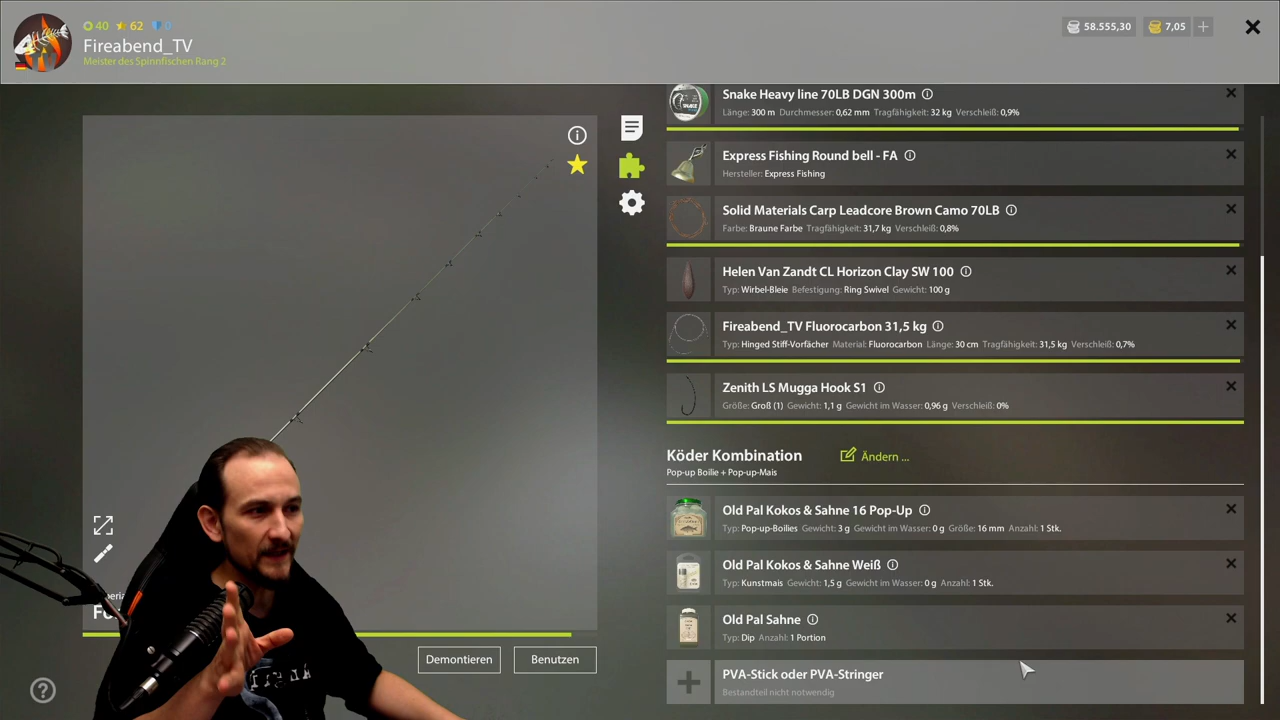 40 62 0
Fireabend_TV
Meister des Spinnfischen Rang 2
58.555,30 7,05
Snake Heavy line 70LB DGN 300m
Länge: 300 m Durchmesser: 0,62 mm Tragfähigkeit: 32 kg Verschleiß: 0,9%
Express Fishing Round bell - FA
Hersteller: Express Fishing
Solid Materials Carp Leadcore Brown Camo 70LB
Farbe: Braune Farbe Tragfähigkeit: 31,7 kg Verschleiß: 0,8%
Helen Van Zandt CL Horizon Clay SW 100
Typ: Wirbel-Bleie Befestigung: Ring Swivel Gewicht: 100 g
Fireabend_TV Fluorocarbon 31,5 kg
Typ: Hinged Stiff-Vorfächer Material: Fluorocarbon Länge: 30 cm Tragfähigkeit: 31,5 kg Verschleiß: 0,7%
Zenith LS Mugga Hook S1
Größe: Groß (1) Gewicht: 1,1 g Gewicht im Wasser: 0,96 g Verschleiß: 0%
Köder Kombination Ändern ...
Pop-up Boilie + Pop-up-Mais
Old Pal Kokos & Sahne 16 Pop-Up
Typ: Pop-up-Boilies Gewicht: 3 g Gewicht im Wasser: 0 g Größe: 16 mm Anzahl: 1 Stk.
Old Pal Kokos & Sahne Weiß
Typ: Kunstmais Gewicht: 1,5 g Gewicht im Wasser: 0 g Anzahl: 1 Stk.
Old Pal Sahne
Typ: Dip Anzahl: 1 Portion
PVA-Stick oder PVA-Stringer
Bestandteil nicht notwendig
Demontieren Benutzen